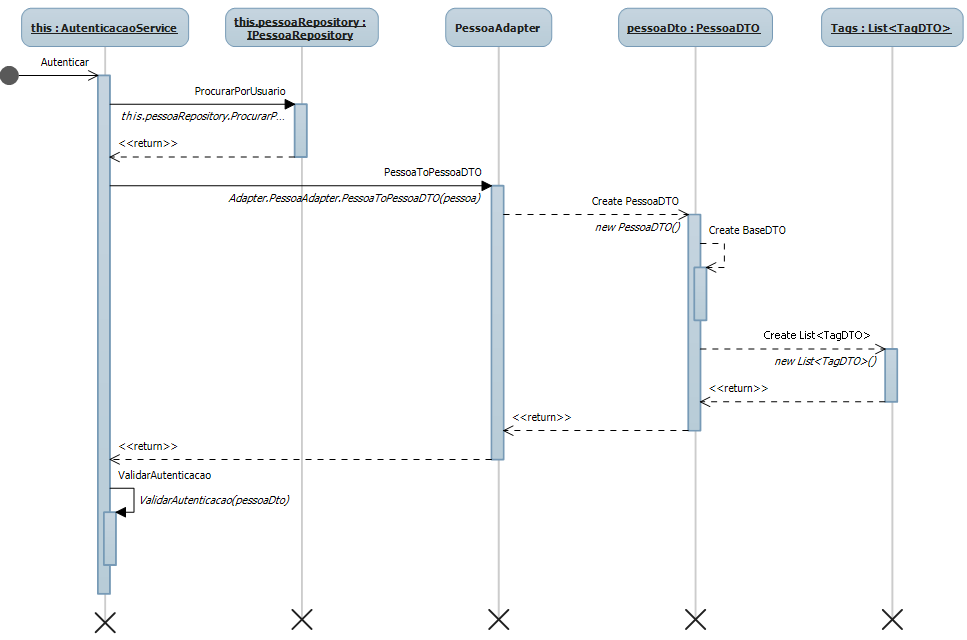 this : AutenticacaoService
this.pessoaRepository :
IPessoaRepository
PessoaAdapter
pessoaDto : PessoaDTO
Tags : List<TagDTO>
Autenticar
ProcurarPorUsuario
this.pessoaRepository.ProcurarP...
<<return>>
PessoaToPessoaDTO
Adapter.PessoaAdapter.PessoaToPessoaDTO(pessoa)
Create PessoaDTO
new PessoaDTO()
Create BaseDTO
Create List<TagDTO>
new List<TagDTO>()
<<return>>
<<return>>
<<return>>
ValidarAutenticacao
ValidarAutenticacao(pessoaDto)